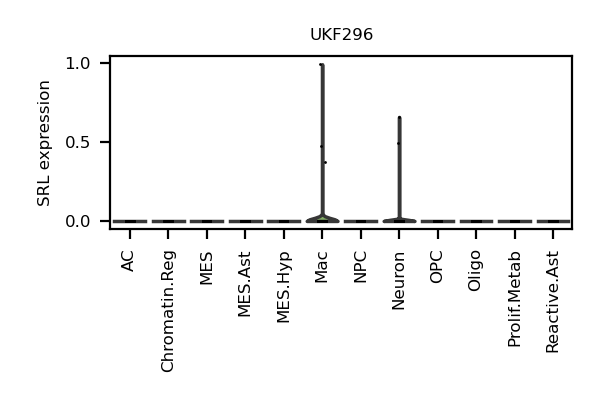 UKF296
SRL expression
1.0
0.5
0.0
AC
Chromatin.Reg
MES
MES.Ast
MES.Hyp
Mac
NPC
Neuron
OPC
Oligo
Prolif.Metab
Reactive.Ast